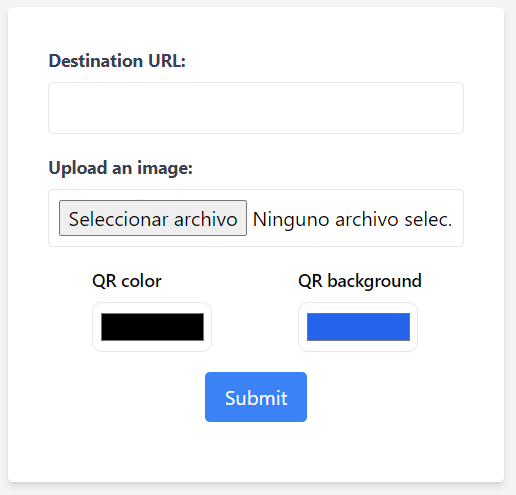 Destination URL:
Upload an image:
Seleccionar archivo Ninguno archivo selec.
QR color QR background
Submit